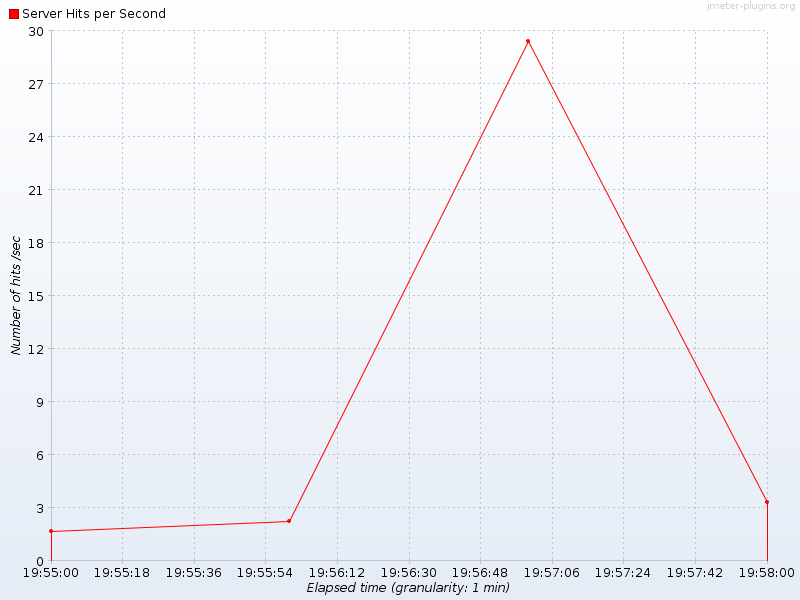 Server Hits per Second
jmeter-plugins.org
30
27
24
21
18
15
12
9
6
3
0
Number of hits /sec
19:55:00 19:55:18 19:55:36 19:55:54 19:56:12 19:56:30 19:56:48 19:57:06 19:57:24 19:57:42 19:58:00
Elapsed time (granularity: 1 min)